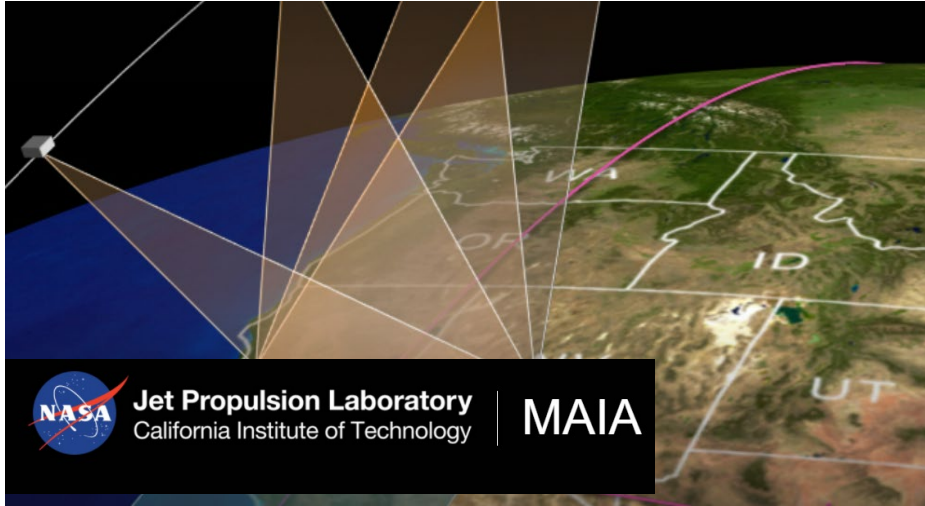 WA
OR
ID
UT
NASA
Jet Propulsion Laboratory
California Institute of Technology
MAIA